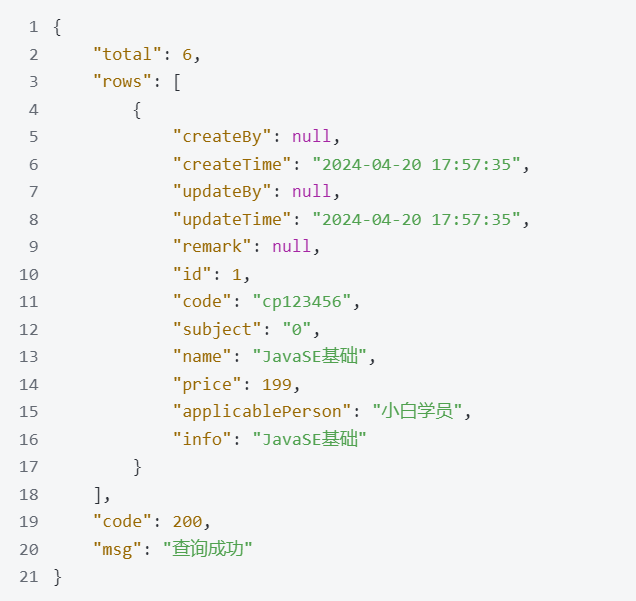 1 {
2     "total": 6,
3     "rows": [
4         {
5             "createBy": null,
6             "createTime": "2024-04-20 17:57:35",
7             "updateBy": null,
8             "updateTime": "2024-04-20 17:57:35",
9             "remark": null,
10             "id": 1,
11             "code": "cp123456",
12             "subject": "0",
13             "name": "JavaSE基础",
14             "price": 199,
15             "applicablePerson": "小白学员",
16             "info": "JavaSE基础"
17         }
18     ],
19     "code": 200,
20     "msg": "查询成功"
21 }